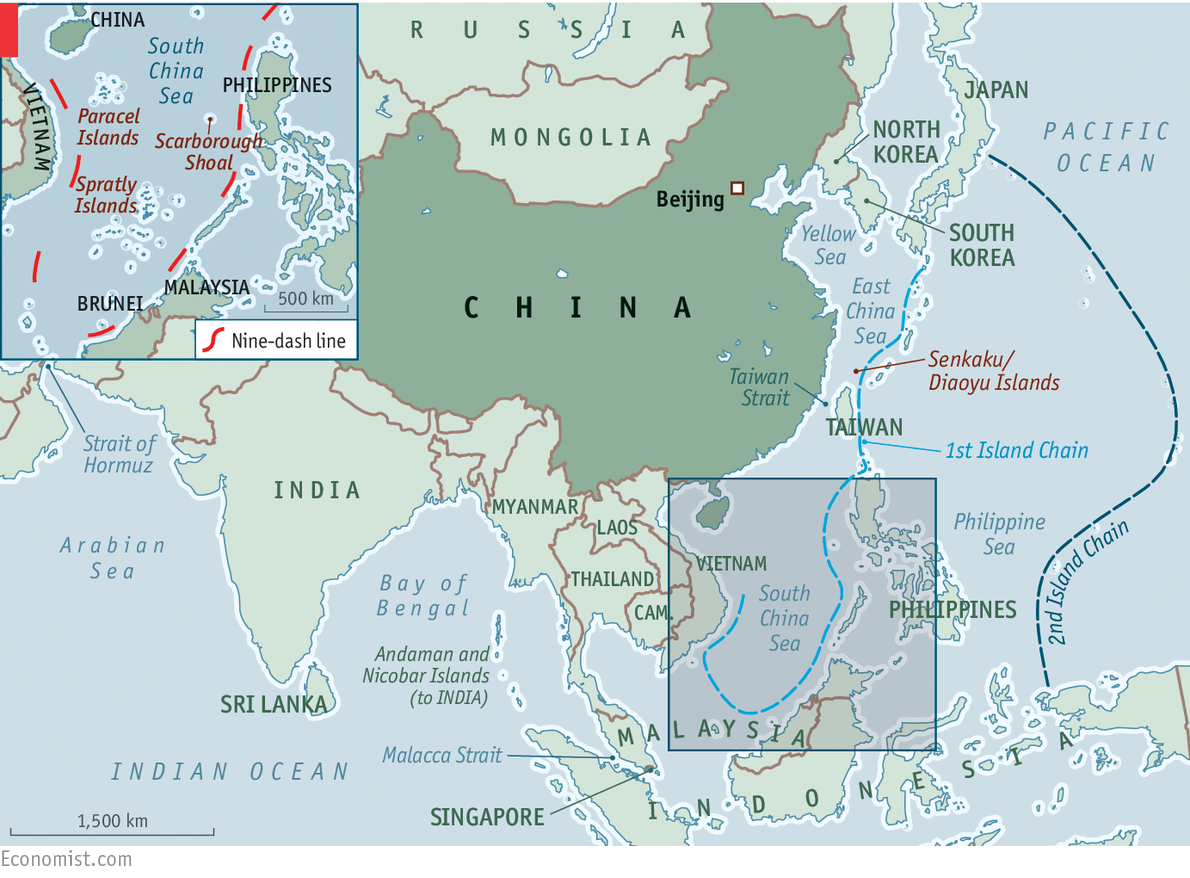 CHINA
South
China
Sea
PHILIPPINES
VIETNAM
Paracel
Islands
Scarborough
Shoal
Spratly
Islands
MALAYSIA
BRUNEI
500 km
Nine-dash line
RUSSIA
MONGOLIA
JAPAN
NORTH
KOREA
PACIFIC
OCEAN
Beijing
SOUTH
KOREA
Yellow
Sea
CHINA
East
China
Sea
Senkaku/
Diaoyu Islands
Taiwan
Strait
TAIWAN
1st Island Chain
Strait of
Hormuz
INDIA
MYANMAR
LAOS
Arabian
Sea
Philippine
Sea
VIETNAM
THAILAND
Bay of
Bengal
South
China
Sea
CAM.
PHILIPPINES
2nd Island Chain
Andaman and
Nicobar Islands
(to INDIA)
SRI LANKA
MALAYSIA
Malacca Strait
INDIAN OCEAN
INDONESIA
SINGAPORE
1,500 km
Economist.com